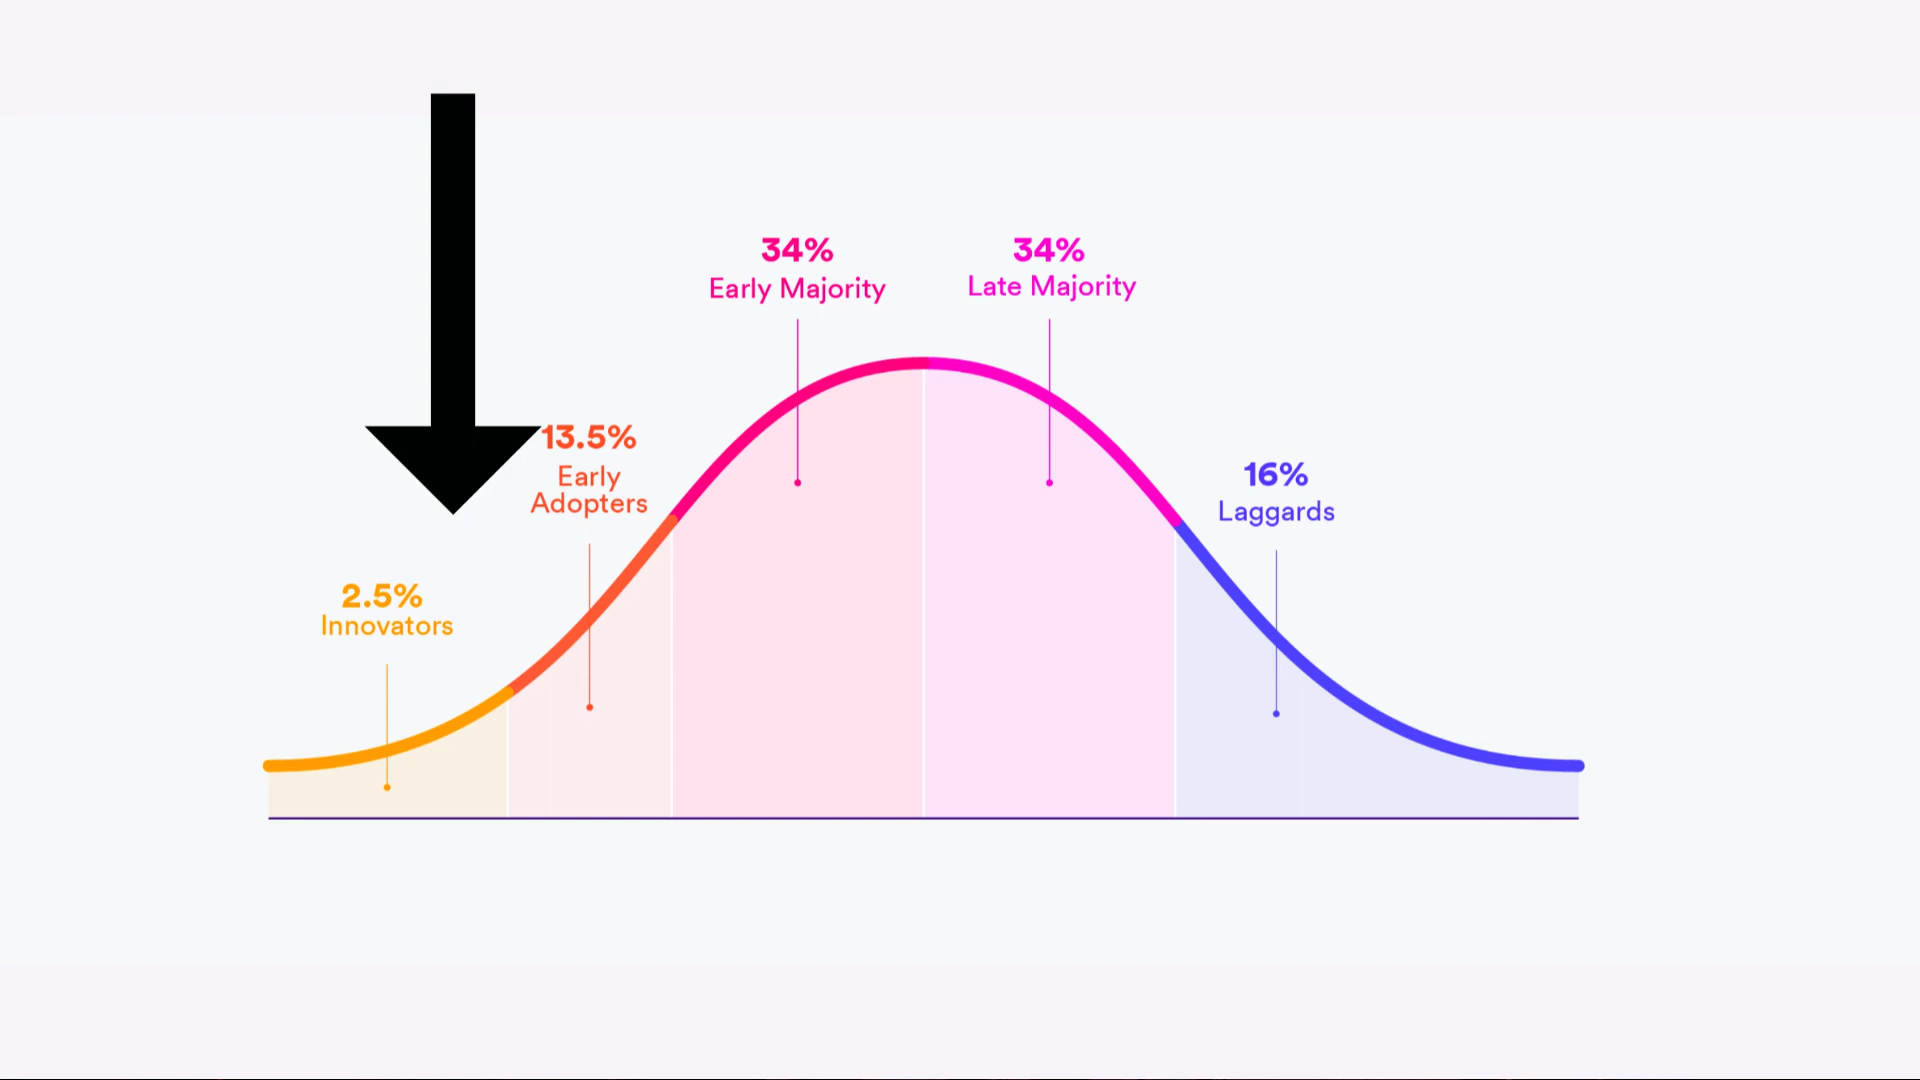 2.5%
Innovators
13.5%
Early
Adopters
34%
Early Majority
34%
Late Majority
16%
Laggards